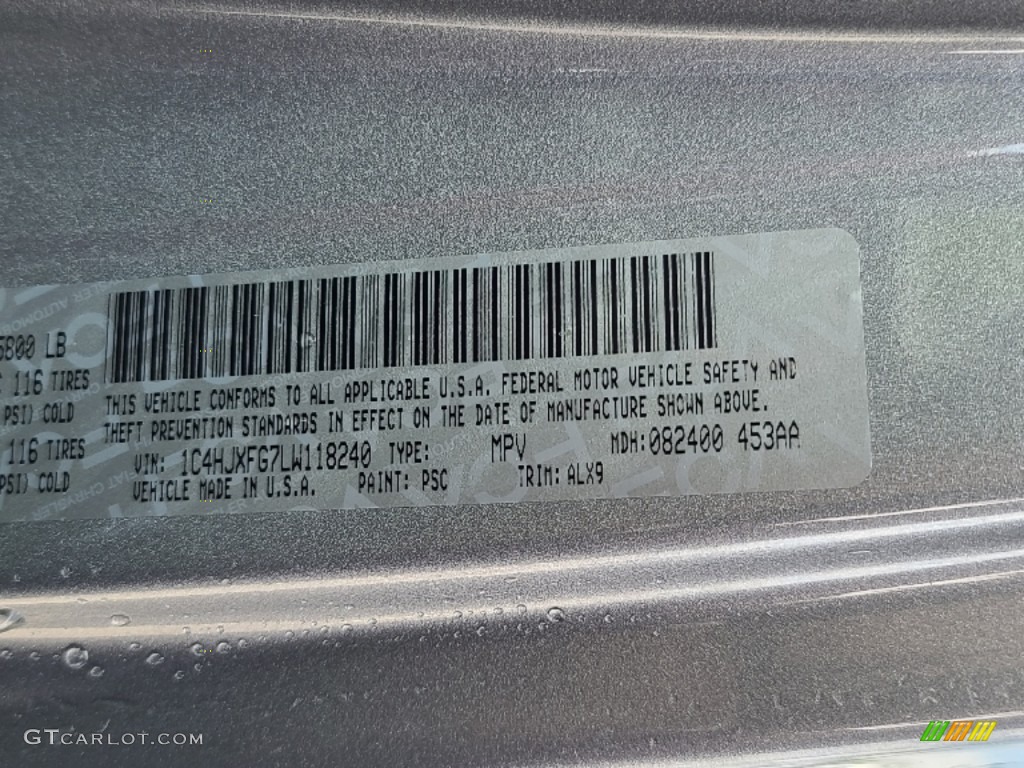 5800 LB
116 TIRES
PSI) COLD
116 TIRES
PSI) COLD
THIS VEHICLE CONFORMS TO ALL APPLICABLE U.S.A. FEDERAL MOTOR VEHICLE SAFETY AND
THEFT PREVENTION STANDARDS IN EFFECT ON THE DATE OF MANUFACTURE SHOWN ABOVE.
VIN: 1C4HJXFG7LW118240 TYPE: MPV MDH:082400 453AA
VEHICLE MADE IN U.S.A. PAINT: PSC TRIM: ALX9
GTCARLOT.COM